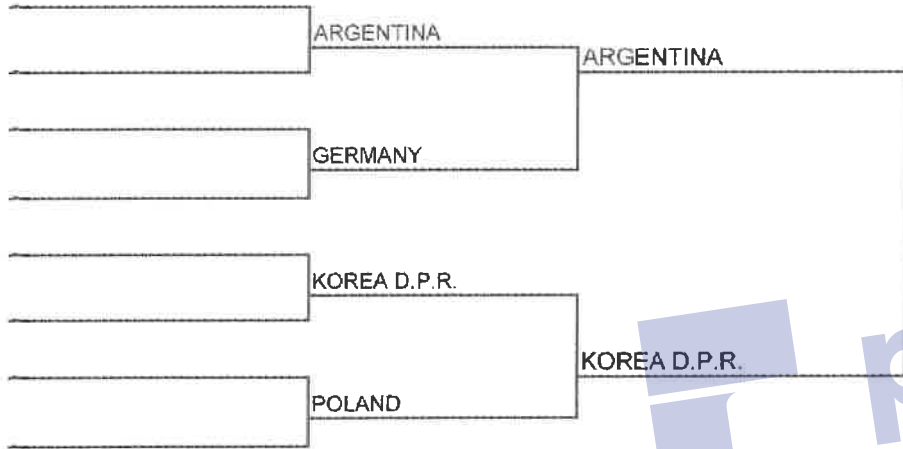 ARGENTINA
ARGENTINA
GERMANY
KOREA D.P.R.
KOREA D.P.R.
POLAND